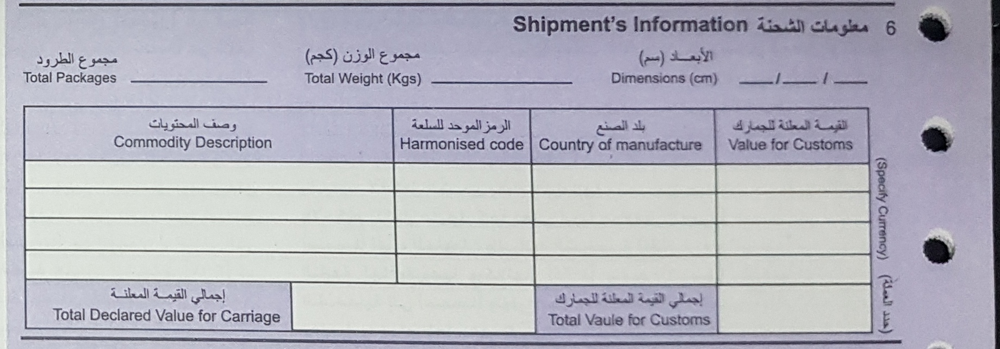 Shipment's Information معلومات الشحنة 6
مجموع الطرود
Total Packages
مجموع الوزن (كجم)
Total Weight (Kgs)
الأبعاد (سم)
Dimensions (cm) / /
وصف المحتويات
Commodity Description
الرمز الموحد للسلعة
Harmonised code
بلد الصنع
Country of manufacture
القيمة المعلنة للجمارك
Value for Customs
(Specify Currency) (حدد العملة)
إجمالي القيمة المعلنة
Total Declared Value for Carriage
إجمالي القيمة المعلنة للجمارك
Total Vaule for Customs